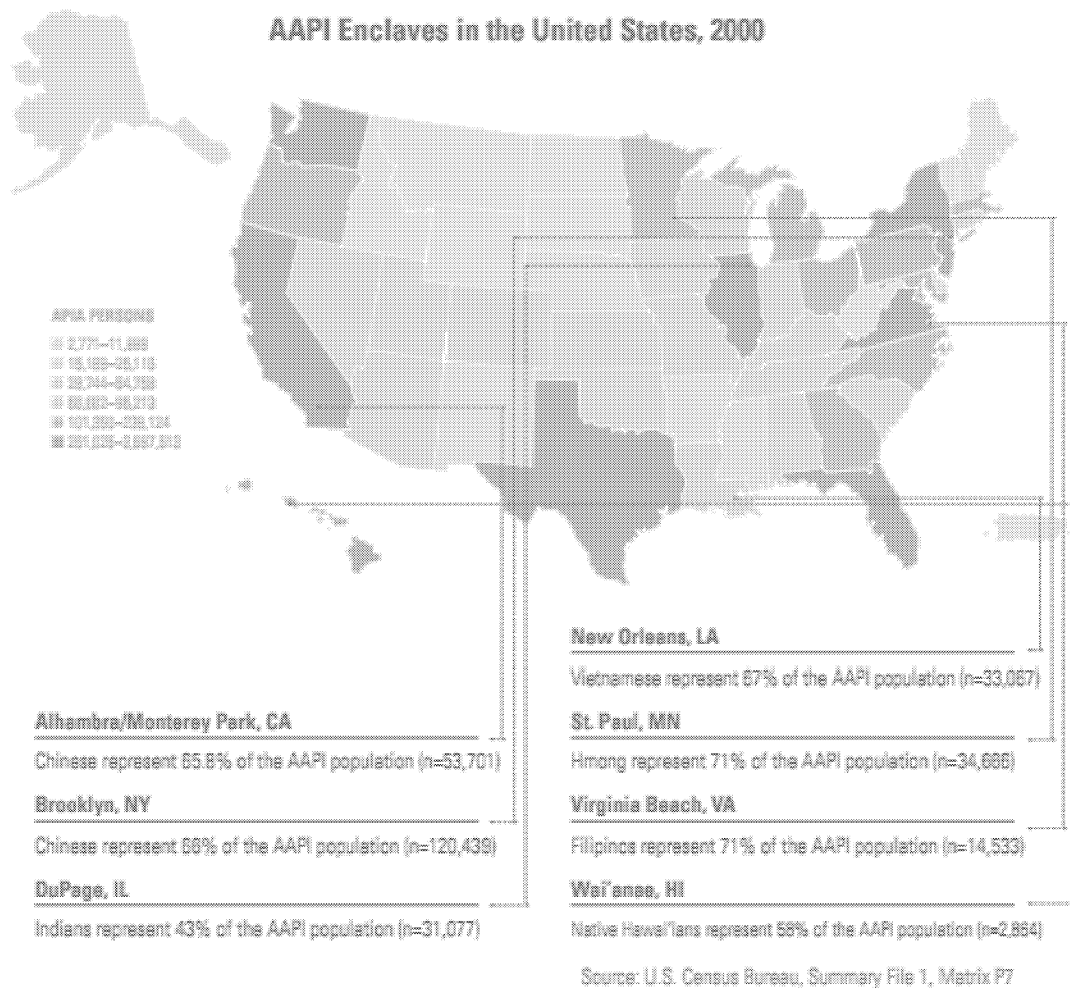 AAPI Enclaves in the United States, 2000
APIA PERSONS
New Orleans, LA
Vietnamese represent 67% of the AAPI population (n=33,067)
Alhambra/Monterey Park, CA
Chinese represent 65.8% of the AAPI population (n=53,701)
Brooklyn, NY
Chinese represent 66% of the AAPI population (n=120,439)
DuPage, IL
Indians represent 43% of the AAPI population (n=31,077)
St. Paul, MN
Hmong represent 71% of the AAPI population
Virginia Beach, VA
Filipinos represent 71% of the AAPI population (n=14,533)
Wai'anae, HI
Native Hawai'ians represent of the AAPI population (n=2,864)
Source: U.S. Census Bureau, Summary File 1, Matrix P7